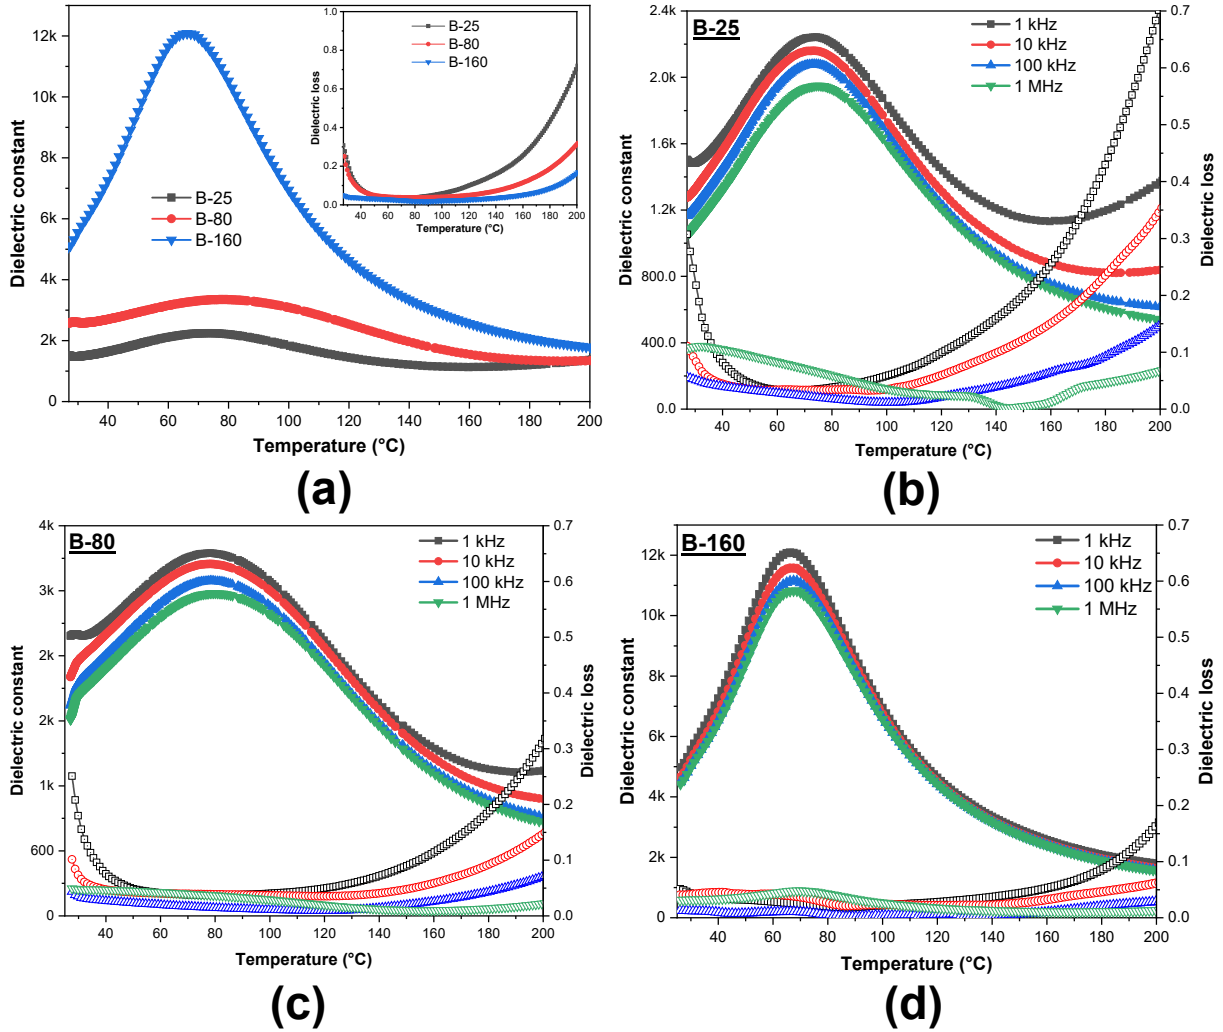 12k
10k
8k
6k
4k
2k
0
40 60 80 100 120 140 160 180 200
Dielectric constant
Temperature (°C)
B-25
B-80
B-160
1.0
0.8
0.6
0.4
0.2
0.0
40 60 80 100 120 140 160 180 200
Dielectric loss
Temperature (°C)
B-25
B-80
B-160
(a)
B-25
2.4k
2.0k
1.6k
1.2k
800.0
400.0
0.0
40 60 80 100 120 140 160 180 200
Dielectric constant
Temperature (°C)
1 kHz
10 kHz
100 kHz
1 MHz
0.7
0.6
0.5
0.4
0.3
0.2
0.1
0.0
Dielectric loss
(b)
B-80
4k
3k
2k
2k
1k
600
0
40 60 80 100 120 140 160 180 200
Dielectric constant
Temperature (°C)
1 kHz
10 kHz
100 kHz
1 MHz
0.7
0.6
0.5
0.4
0.3
0.2
0.1
0.0
Dielectric loss
(c)
B-160
12k
10k
8k
6k
4k
2k
0
40 60 80 100 120 140 160 180 200
Dielectric constant
Temperature (°C)
1 kHz
10 kHz
100 kHz
1 MHz
0.7
0.6
0.5
0.4
0.3
0.2
0.1
0.0
Dielectric loss
(d)